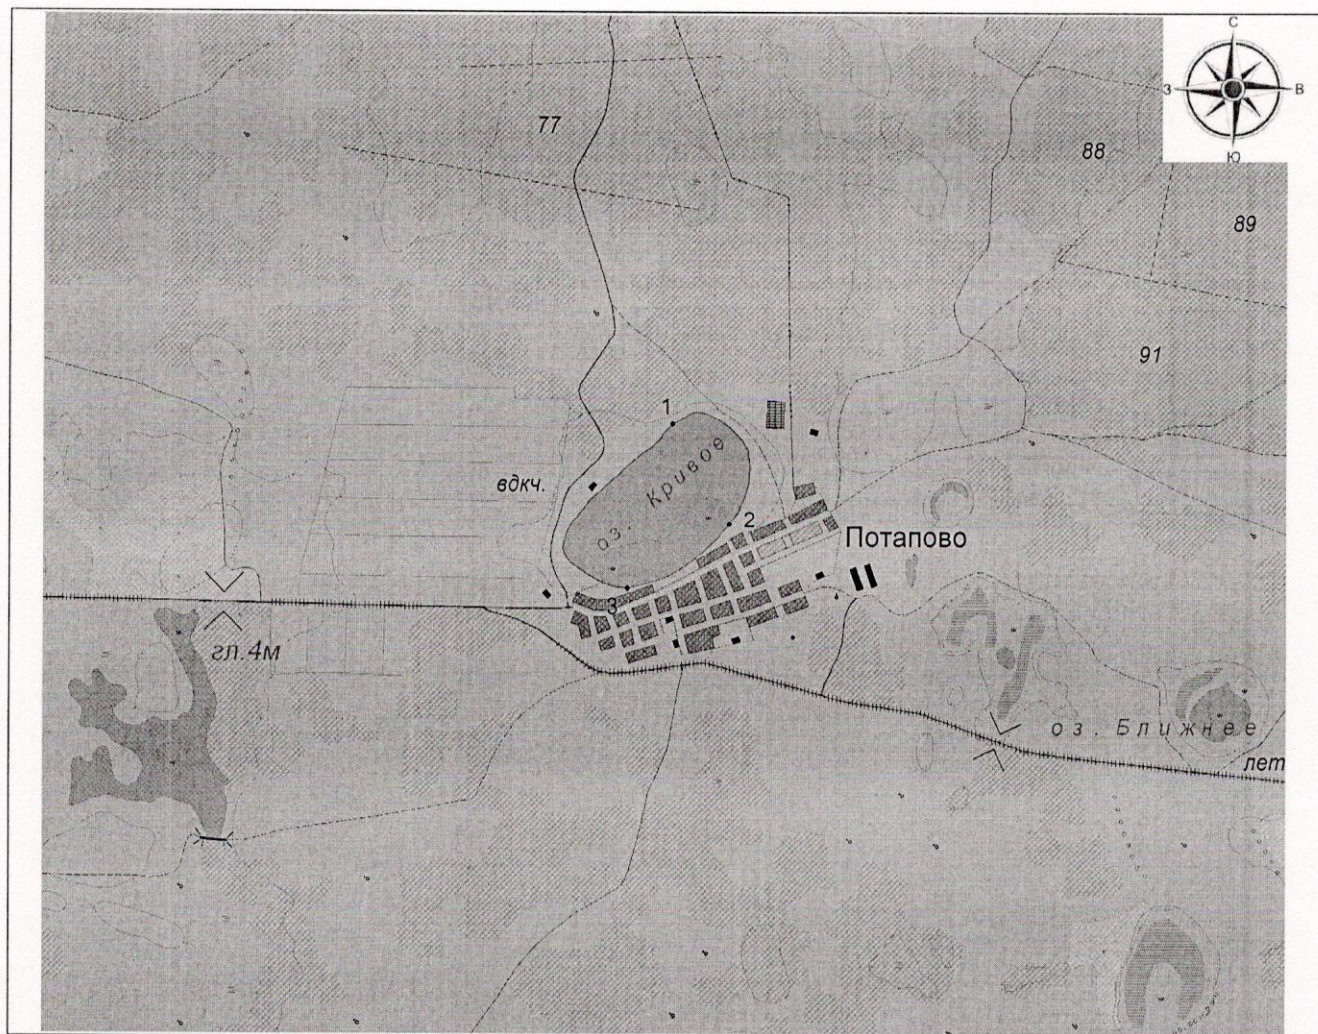 С
З
В
Ю
77
88
89
91
1
вдкч.
оз. Кривое
2
Потапово
3
гл.4м
оз. Ближнее
лет